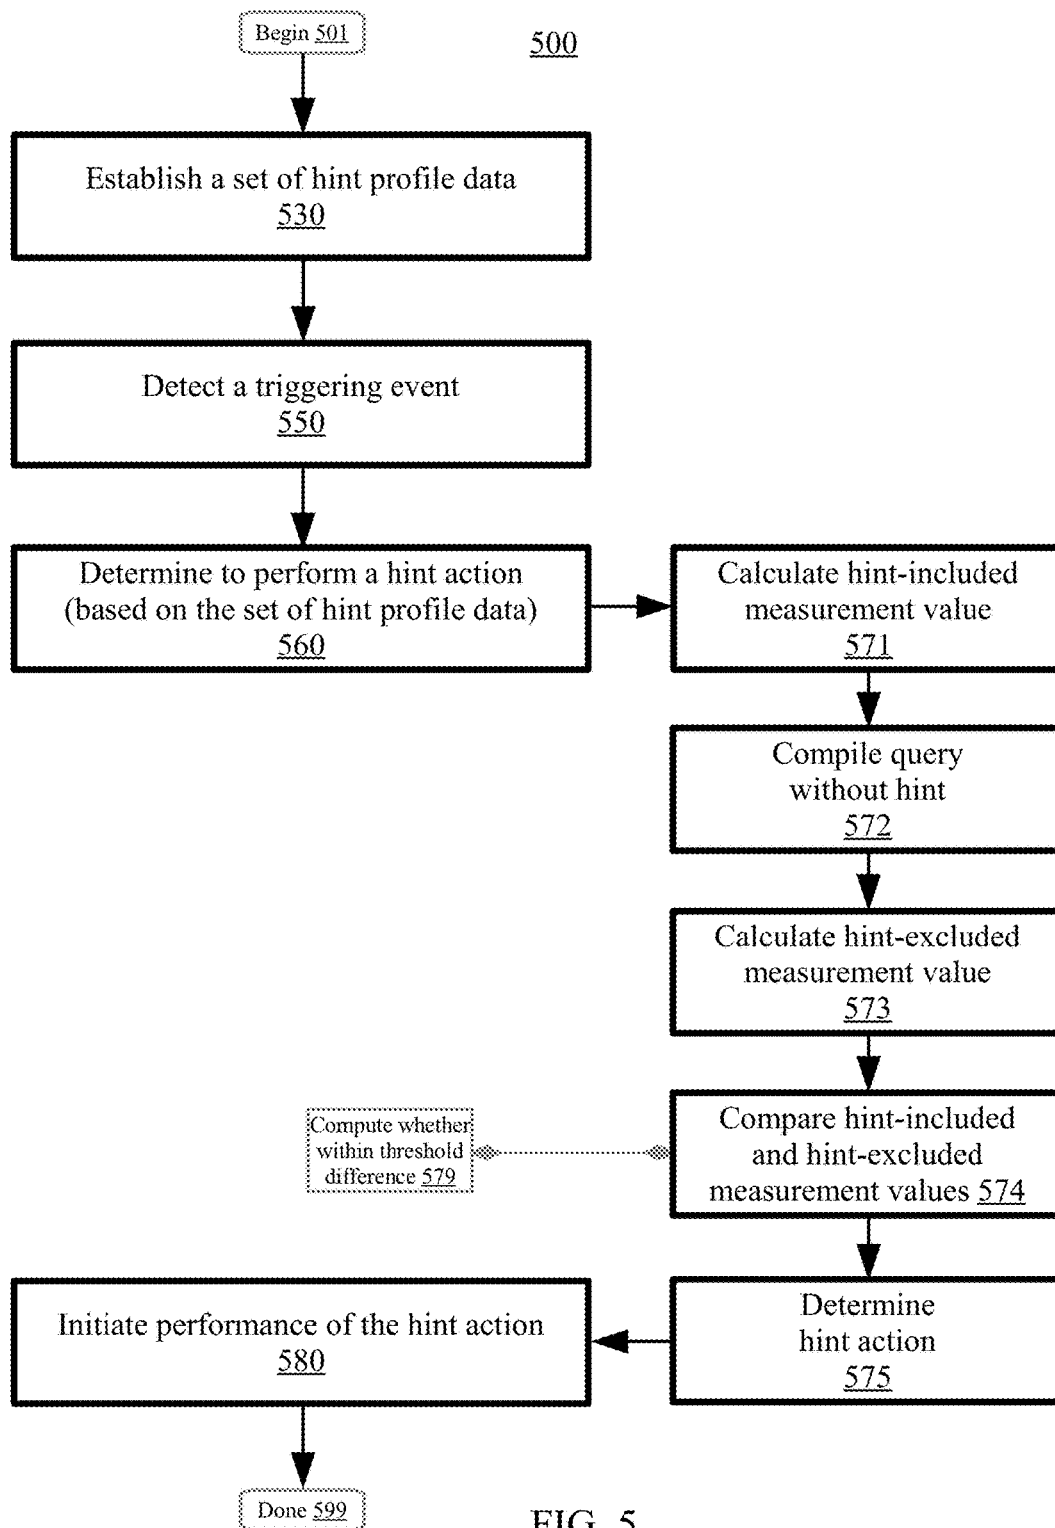 Begin 501
500
Establish a set of hint profile data
530
Detect a triggering event
550
Determine to perform a hint action
(based on the set of hint profile data)
560
Calculate hint-included
measurement value
571
Compile query
without hint
572
Calculate hint-excluded
measurement value
573
Compare hint-included
and hint-excluded
measurement values 574
Compute whether
within threshold
difference 579
Determine
hint action
575
Initiate performance of the hint action
580
Done 599
FIG. 5